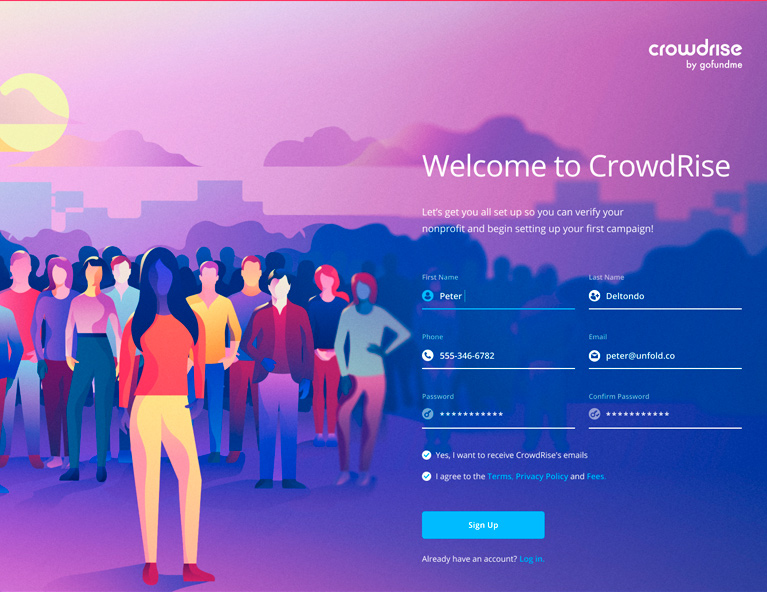 crowdrise
by gofundme
Welcome to CrowdRise
Let's get you all set up so you can verify your
nonprofit and begin setting up your first campaign!
First Name
Last Name
Peter
Deltondo
Phone
Email
555-346-6782
peter@unfold.co
Password
Confirm Password
***********
***********
Yes, I want to receive CrowdRise's emails
I agree to the Terms, Privacy Policy and Fees.
Sign Up
Already have an account? Log in.